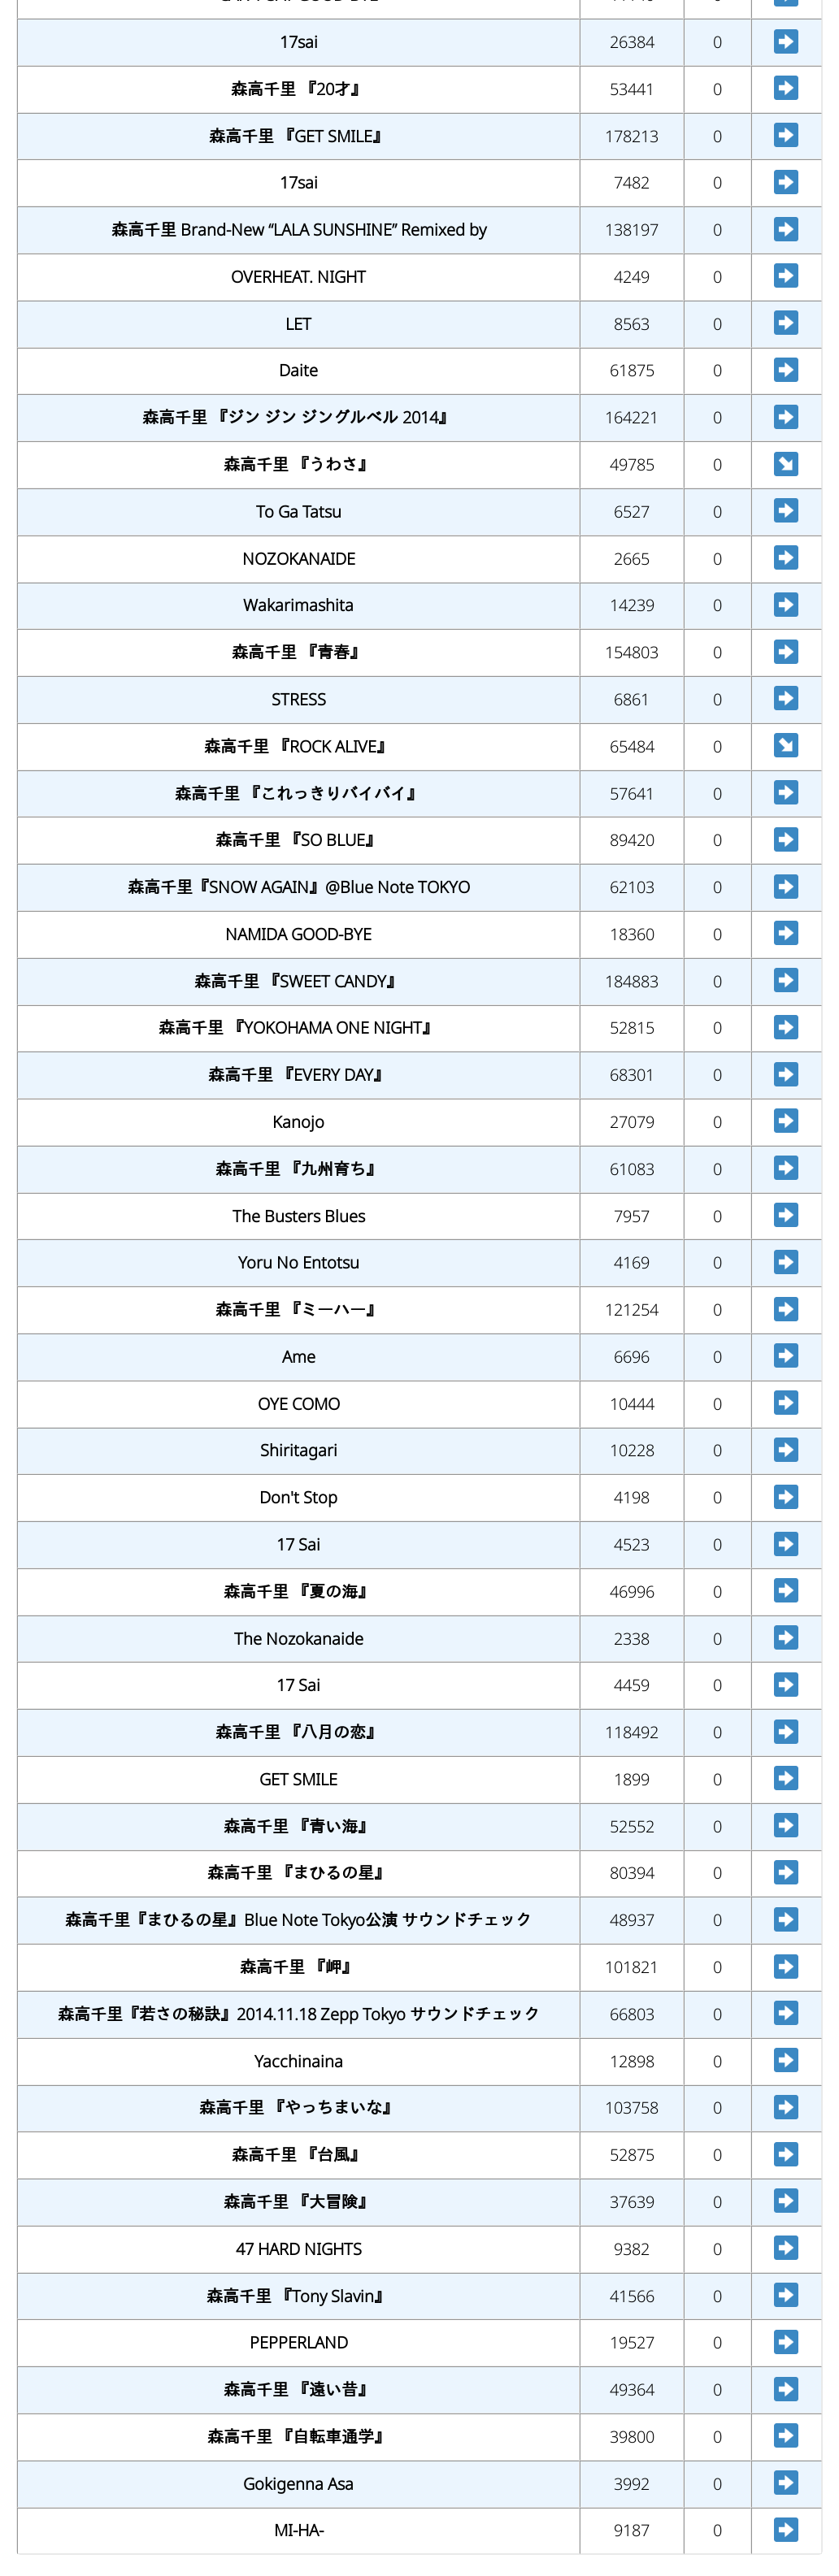 17sai 26384 0
森高千里 『20才』 53441 0
森高千里 『GET SMILE』 178213 0
17sai 7482 0
森高千里 Brand-New “LALA SUNSHINE” Remixed by 138197 0
OVERHEAT. NIGHT 4249 0
LET 8563 0
Daite 61875 0
森高千里 『ジン ジン ジングルベル 2014』 164221 0
森高千里 『うわさ』 49785 0
To Ga Tatsu 6527 0
NOZOKANAIDE 2665 0
Wakarimashita 14239 0
森高千里 『青春』 154803 0
STRESS 6861 0
森高千里 『ROCK ALIVE』 65484 0
森高千里 『これっきりバイバイ』 57641 0
森高千里 『SO BLUE』 89420 0
森高千里『SNOW AGAIN』@Blue Note TOKYO 62103 0
NAMIDA GOOD-BYE 18360 0
森高千里 『SWEET CANDY』 184883 0
森高千里 『YOKOHAMA ONE NIGHT』 52815 0
森高千里 『EVERY DAY』 68301 0
Kanojo 27079 0
森高千里 『九州育ち』 61083 0
The Busters Blues 7957 0
Yoru No Entotsu 4169 0
森高千里 『ミーハー』 121254 0
Ame 6696 0
OYE COMO 10444 0
Shiritagari 10228 0
Don't Stop 4198 0
17 Sai 4523 0
森高千里 『夏の海』 46996 0
The Nozokanaide 2338 0
17 Sai 4459 0
森高千里 『八月の恋』 118492 0
GET SMILE 1899 0
森高千里 『青い海』 52552 0
森高千里 『まひるの星』 80394 0
森高千里『まひるの星』Blue Note Tokyo公演 サウンドチェック 48937 0
森高千里 『岬』 101821 0
森高千里『若さの秘訣』2014.11.18 Zepp Tokyo サウンドチェック 66803 0
Yacchinaina 12898 0
森高千里 『やっちまいな』 103758 0
森高千里 『台風』 52875 0
森高千里 『大冒険』 37639 0
47 HARD NIGHTS 9382 0
森高千里 『Tony Slavin』 41566 0
PEPPERLAND 19527 0
森高千里 『遠い昔』 49364 0
森高千里 『自転車通学』 39800 0
Gokigenna Asa 3992 0
MI-HA- 9187 0